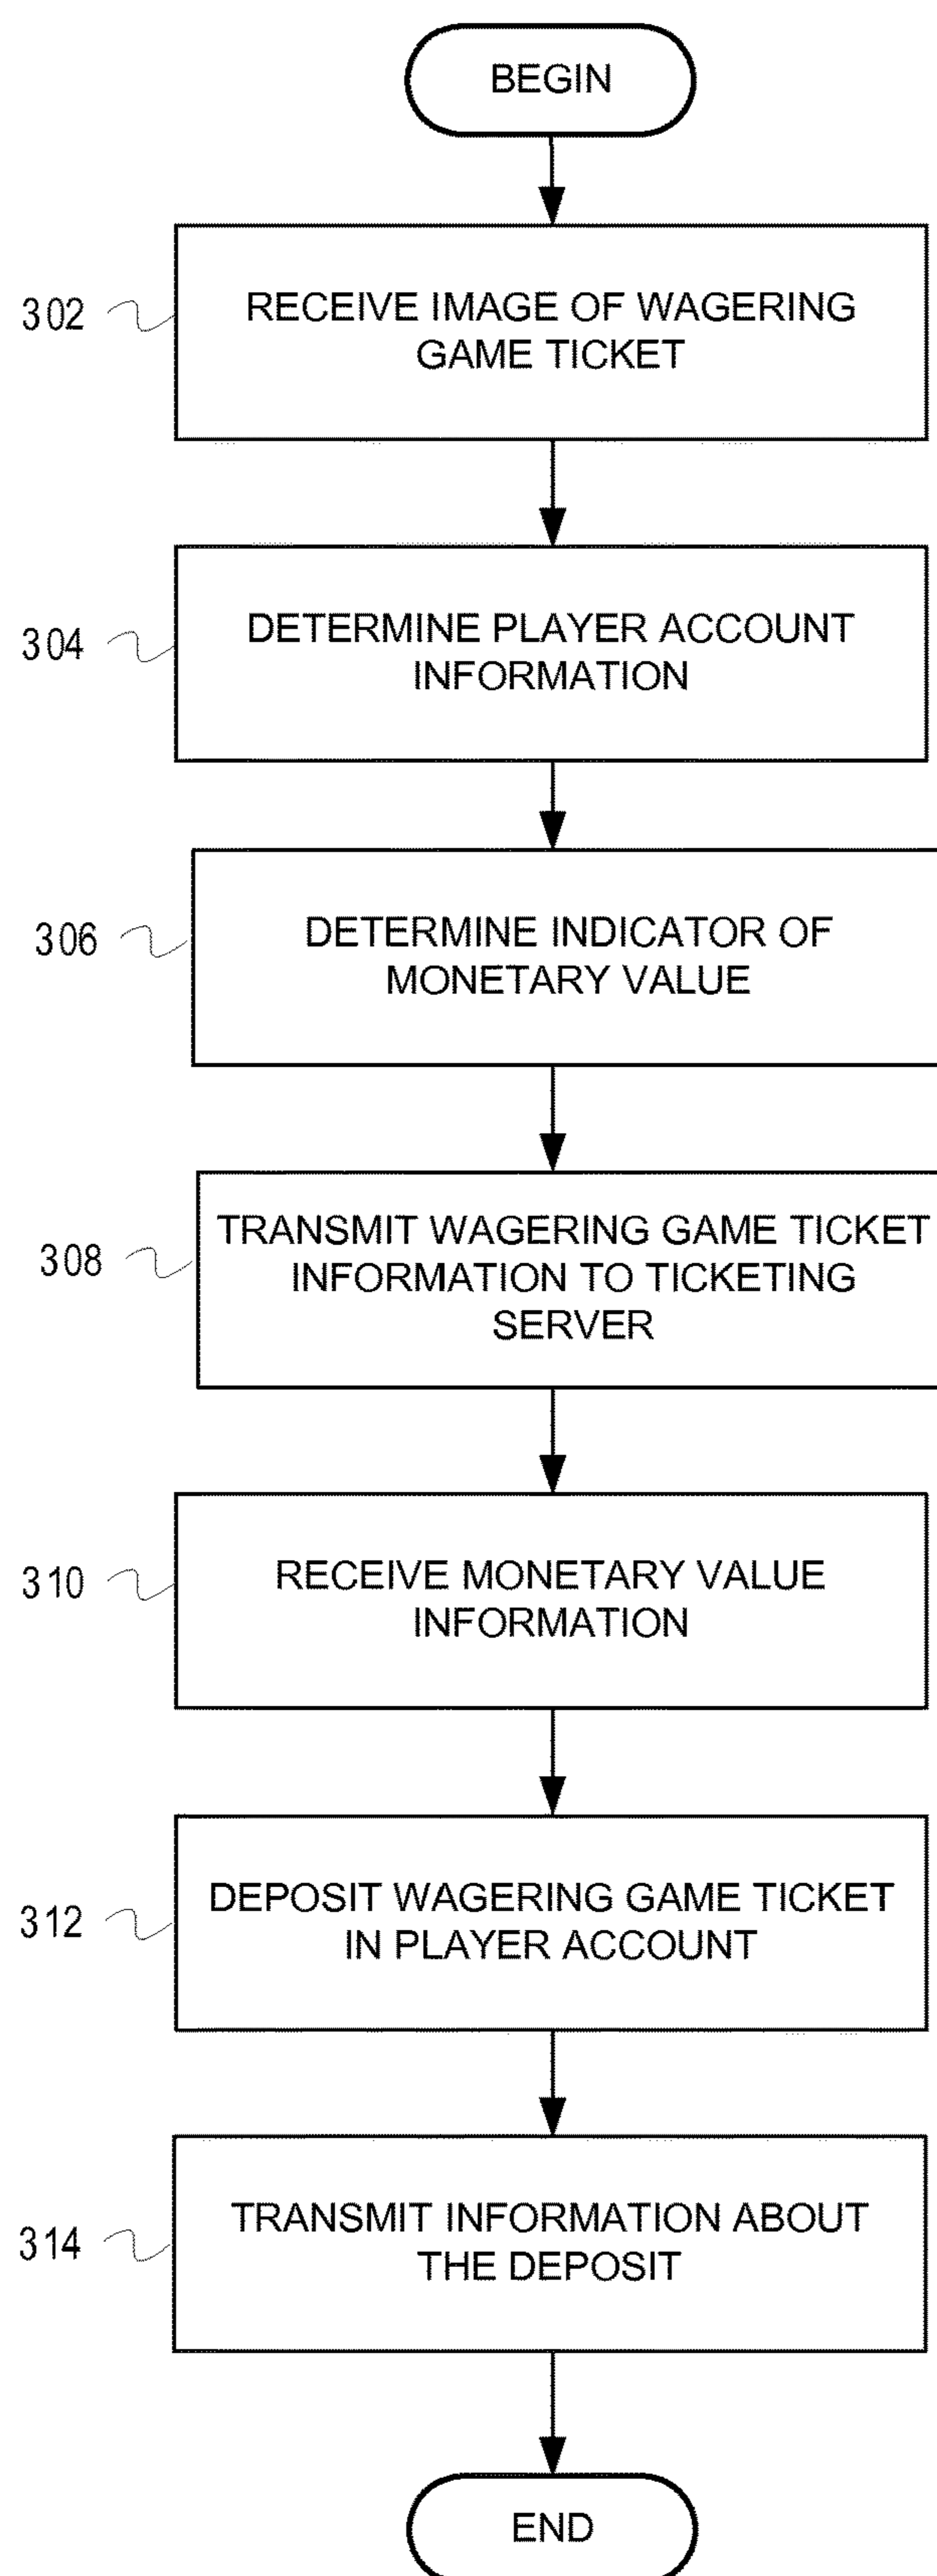 BEGIN
302
RECEIVE IMAGE OF WAGERING
GAME TICKET
304
DETERMINE PLAYER ACCOUNT
INFORMATION
306
DETERMINE INDICATOR OF
MONETARY VALUE
308
TRANSMIT WAGERING GAME TICKET
INFORMATION TO TICKETING
SERVER
310
RECEIVE MONETARY VALUE
INFORMATION
312
DEPOSIT WAGERING GAME TICKET
IN PLAYER ACCOUNT
314
TRANSMIT INFORMATION ABOUT
THE DEPOSIT
END